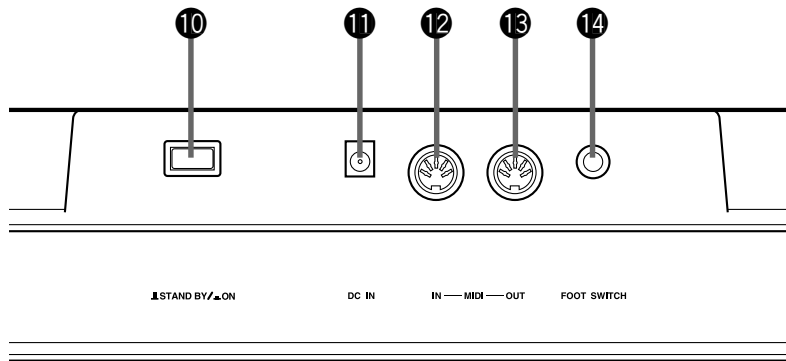 10 11 12 13 14
STAND BY/ ON DC IN IN — MIDI — OUT FOOT SWITCH